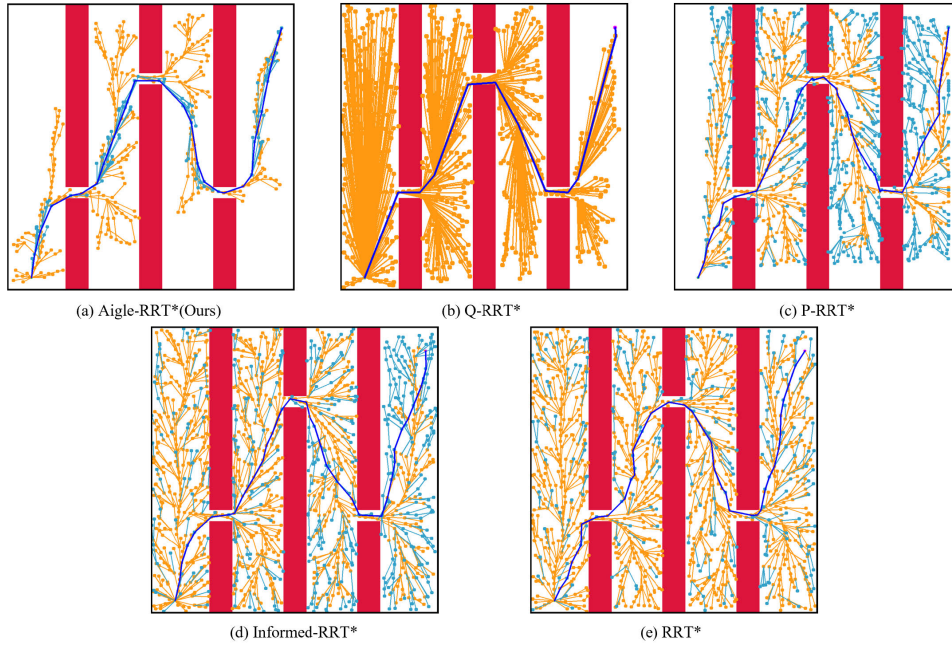 (a) Aigle-RRT*(Ours)
(b) Q-RRT*
(c) P-RRT*
(d) Informed-RRT*
(e) RRT*